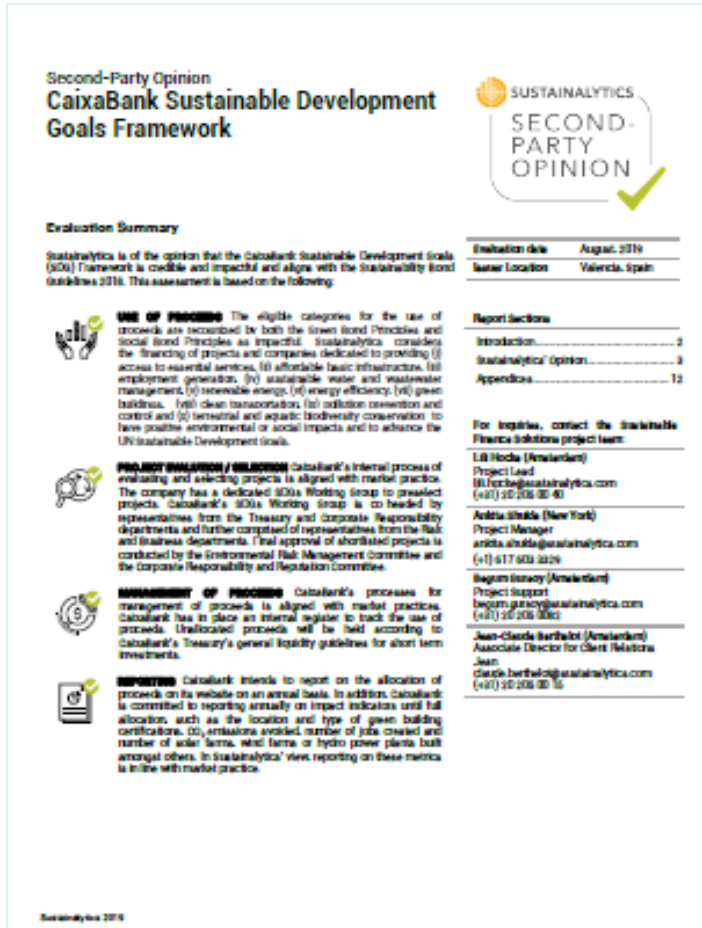 Second-Party Opinion
CaixaBank Sustainable Development
Goals Framework
SUSTAINALYTICS
SECOND-
PARTY
OPINION
Evaluation Summary
Sustainalytics is of the opinion that the CaixaBank Sustainable Development Goals
(SDG) Framework is credible and impactful and aligns with the Sustainability Bond
Guidelines 2018. This assessment is based on the following:
Evaluation date August, 2019
Issuer Location Valencia, Spain
USE OF PROCEEDS The eligible categories for the use of
proceeds are recognized by both the Green Bond Principles and
Social Bond Principles as impactful. Sustainalytics considers
the financing of projects and companies dedicated to providing (i)
access to essential services, (ii) affordable basic infrastructure, (iii)
employment generation, (iv) sustainable water and wastewater
management, (v) renewable energy, (vi) energy efficiency, (vii) green
buildings, (viii) clean transportation, (ix) pollution prevention and
control and (x) terrestrial and aquatic biodiversity conservation to
have positive environmental or social impacts and to advance the
UN Sustainable Development Goals.
PROJECT EVALUATION / SELECTION CaixaBank's internal process of
evaluating and selecting projects is aligned with market practice.
The company has a dedicated SDGs Working Group to preselect
projects. CaixaBank's SDGs Working Group is co-headed by
representatives from the Treasury and Corporate Responsibility
departments and further comprised of representatives from the Risk
and Business departments. Final approval of shortlisted projects is
conducted by the Environmental Risk Management Committee and
the Corporate Responsibility and Reputation Committee.
MANAGEMENT OF PROCEEDS CaixaBank's processes for
management of proceeds is aligned with market practices.
CaixaBank has in place an internal register to track the use of
proceeds. Unallocated proceeds will be held according to
CaixaBank's Treasury's general liquidity guidelines for short term
investments.
REPORTING CaixaBank intends to report on the allocation of
proceeds on its website on an annual basis. In addition, CaixaBank
is committed to reporting annually on impact indicators until full
allocation, such as the location and type of green building
certifications, CO₂ emissions avoided, number of jobs created and
number of solar farms, wind farms or hydro power plants built
amongst others. In Sustainalytics' view, reporting on these metrics
is in line with market practice.
Report Sections
Introduction 2
Sustainalytics' Opinion 3
Appendices 12
For inquiries, contact the Sustainable
Finance Solutions project team:
(Amsterdam)
Project Lead
(New York)
Project Manager
(Amsterdam)
Project Support
Jean-Claude Berthelot (Amsterdam)
Associate Director for Client Relations
Jean
claude.berthelot@sustainalytics.com
Sustainalytics 2019